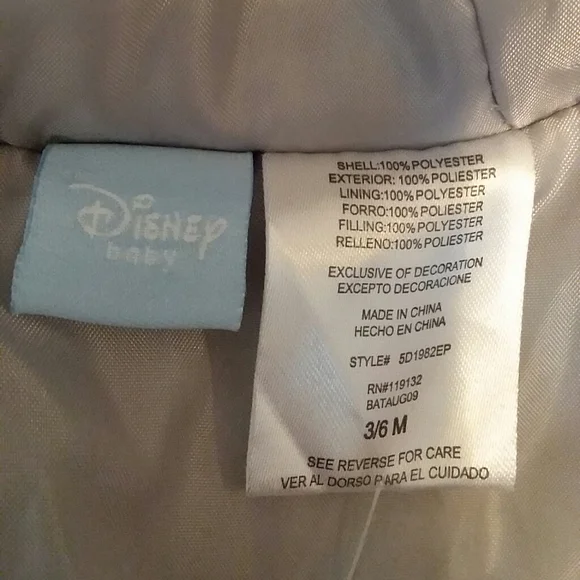 Disney
baby
SHELL:100% POLYESTER
EXTERIOR: 100% POLYESTER
LINING:100% POLYESTER
FORRO:100% POLIESTER
FILLING:100% POLYESTER
RELLENO:100% POLIESTER
EXCLUSIVE OF DECORATION
EXCEPTO DECORACIONE
MADE IN CHINA
HECHO EN CHINA
STYLE# 5D1982EP
RN#119132
BATAUG09
3/6 M
SEE REVERSE FOR CARE
VER AL DORSO PARA EL CUIDADO